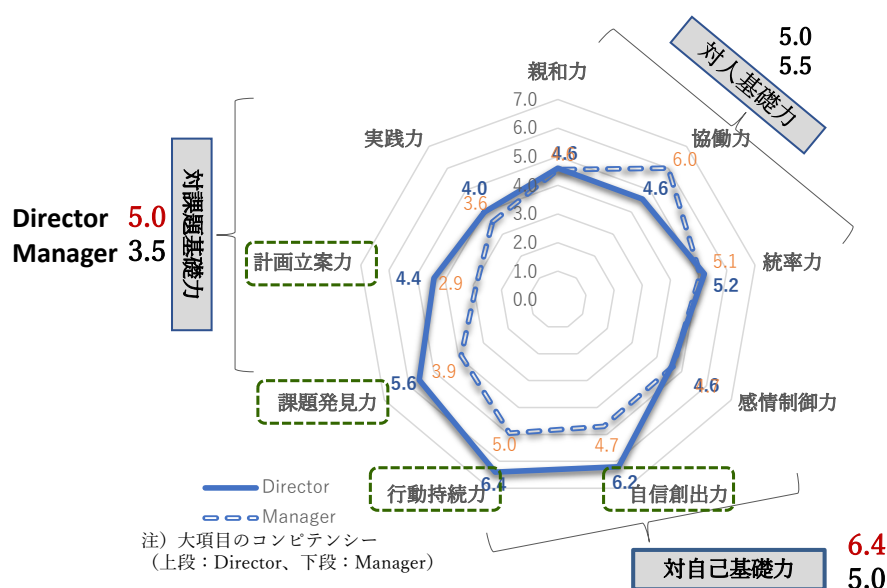 5.0
5.5
対人基礎力
親和力
7.0
6.0
5.0
4.0
3.0
2.0
1.0
0.0
実践力
協働力
4.6
6.0
4.6
4.0
3.6
対課題基礎力
Director 5.0
Manager 3.5
計画立案力
4.4
2.9
5.1
5.2
統率力
5.6
3.9
4.6
課題発見力
感情制御力
5.0
4.7
6.4
6.2
行動持続力
自信創出力
Director
Manager
注）大項目のコンピテンシー
（上段：Director、下段：Manager）
対自己基礎力
6.4
5.0